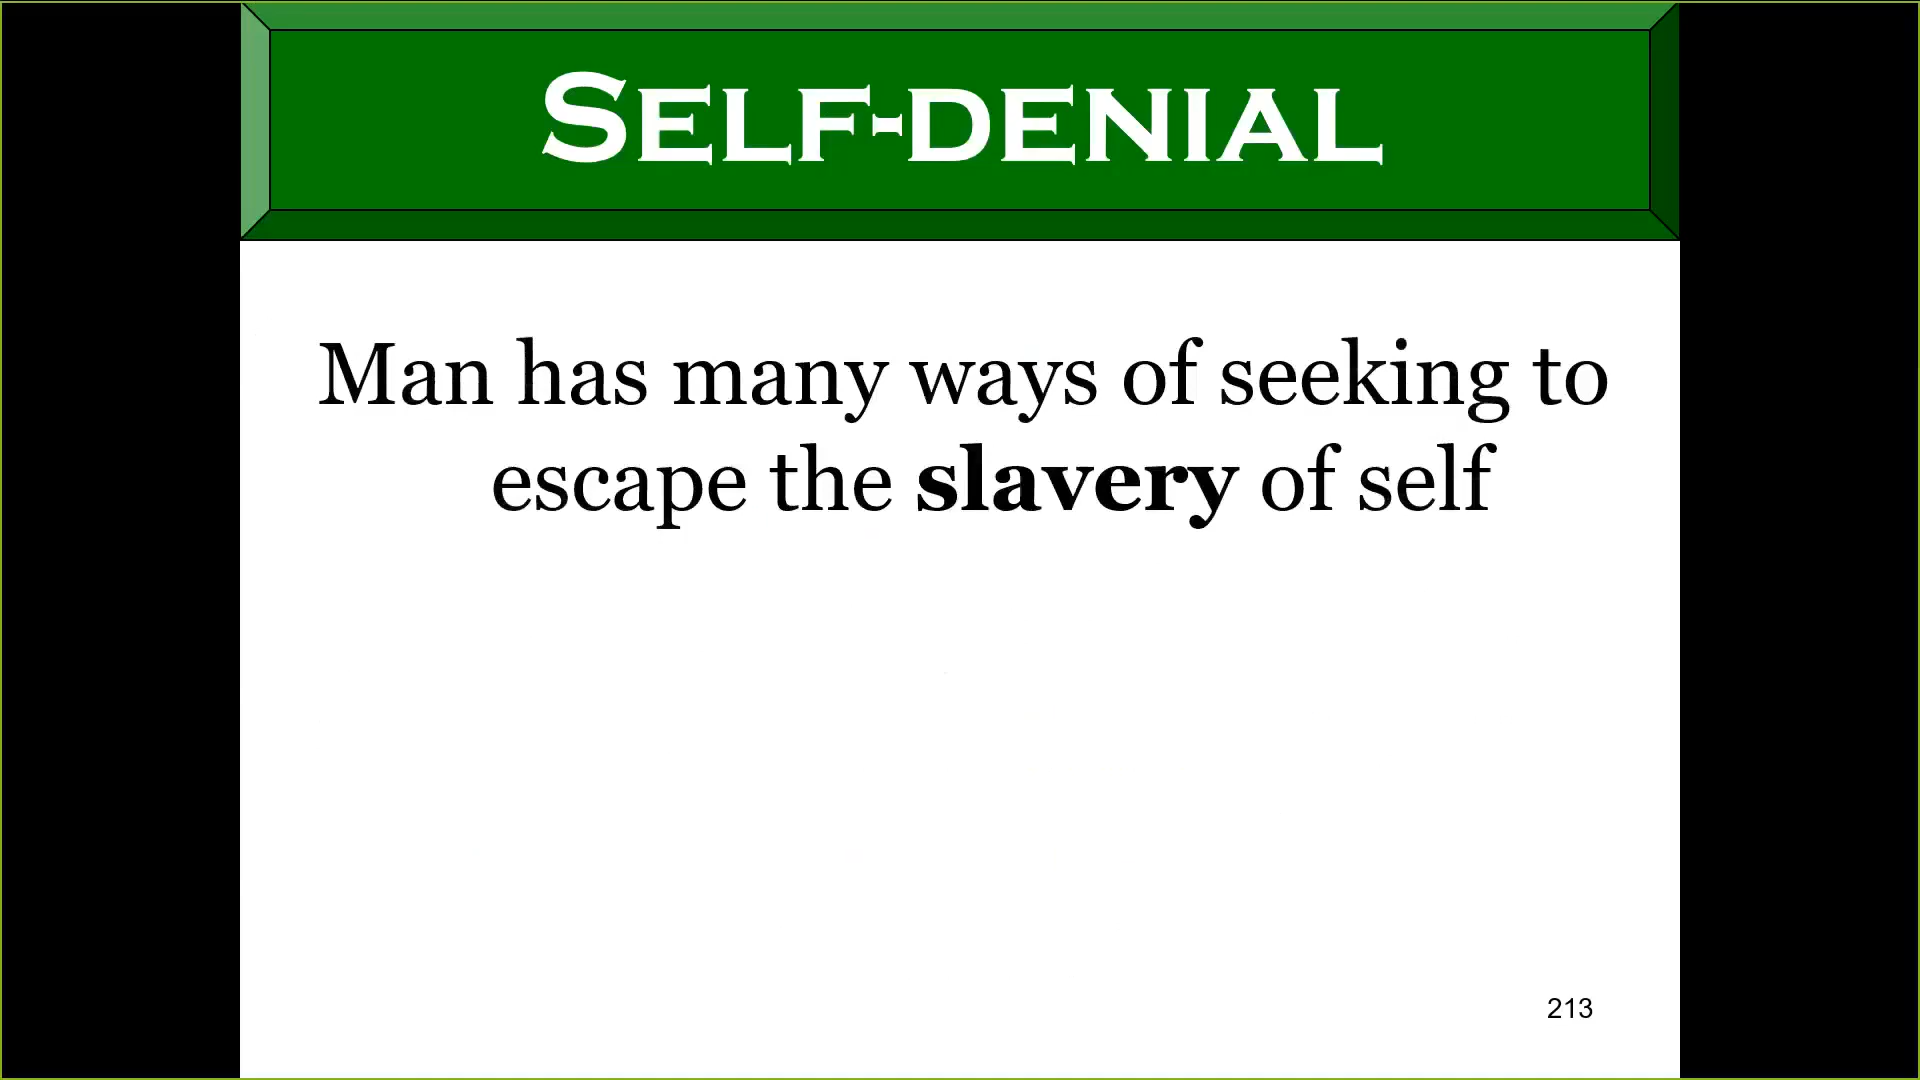 Self-denial
Man has many ways of seeking to
escape the slavery of self
213